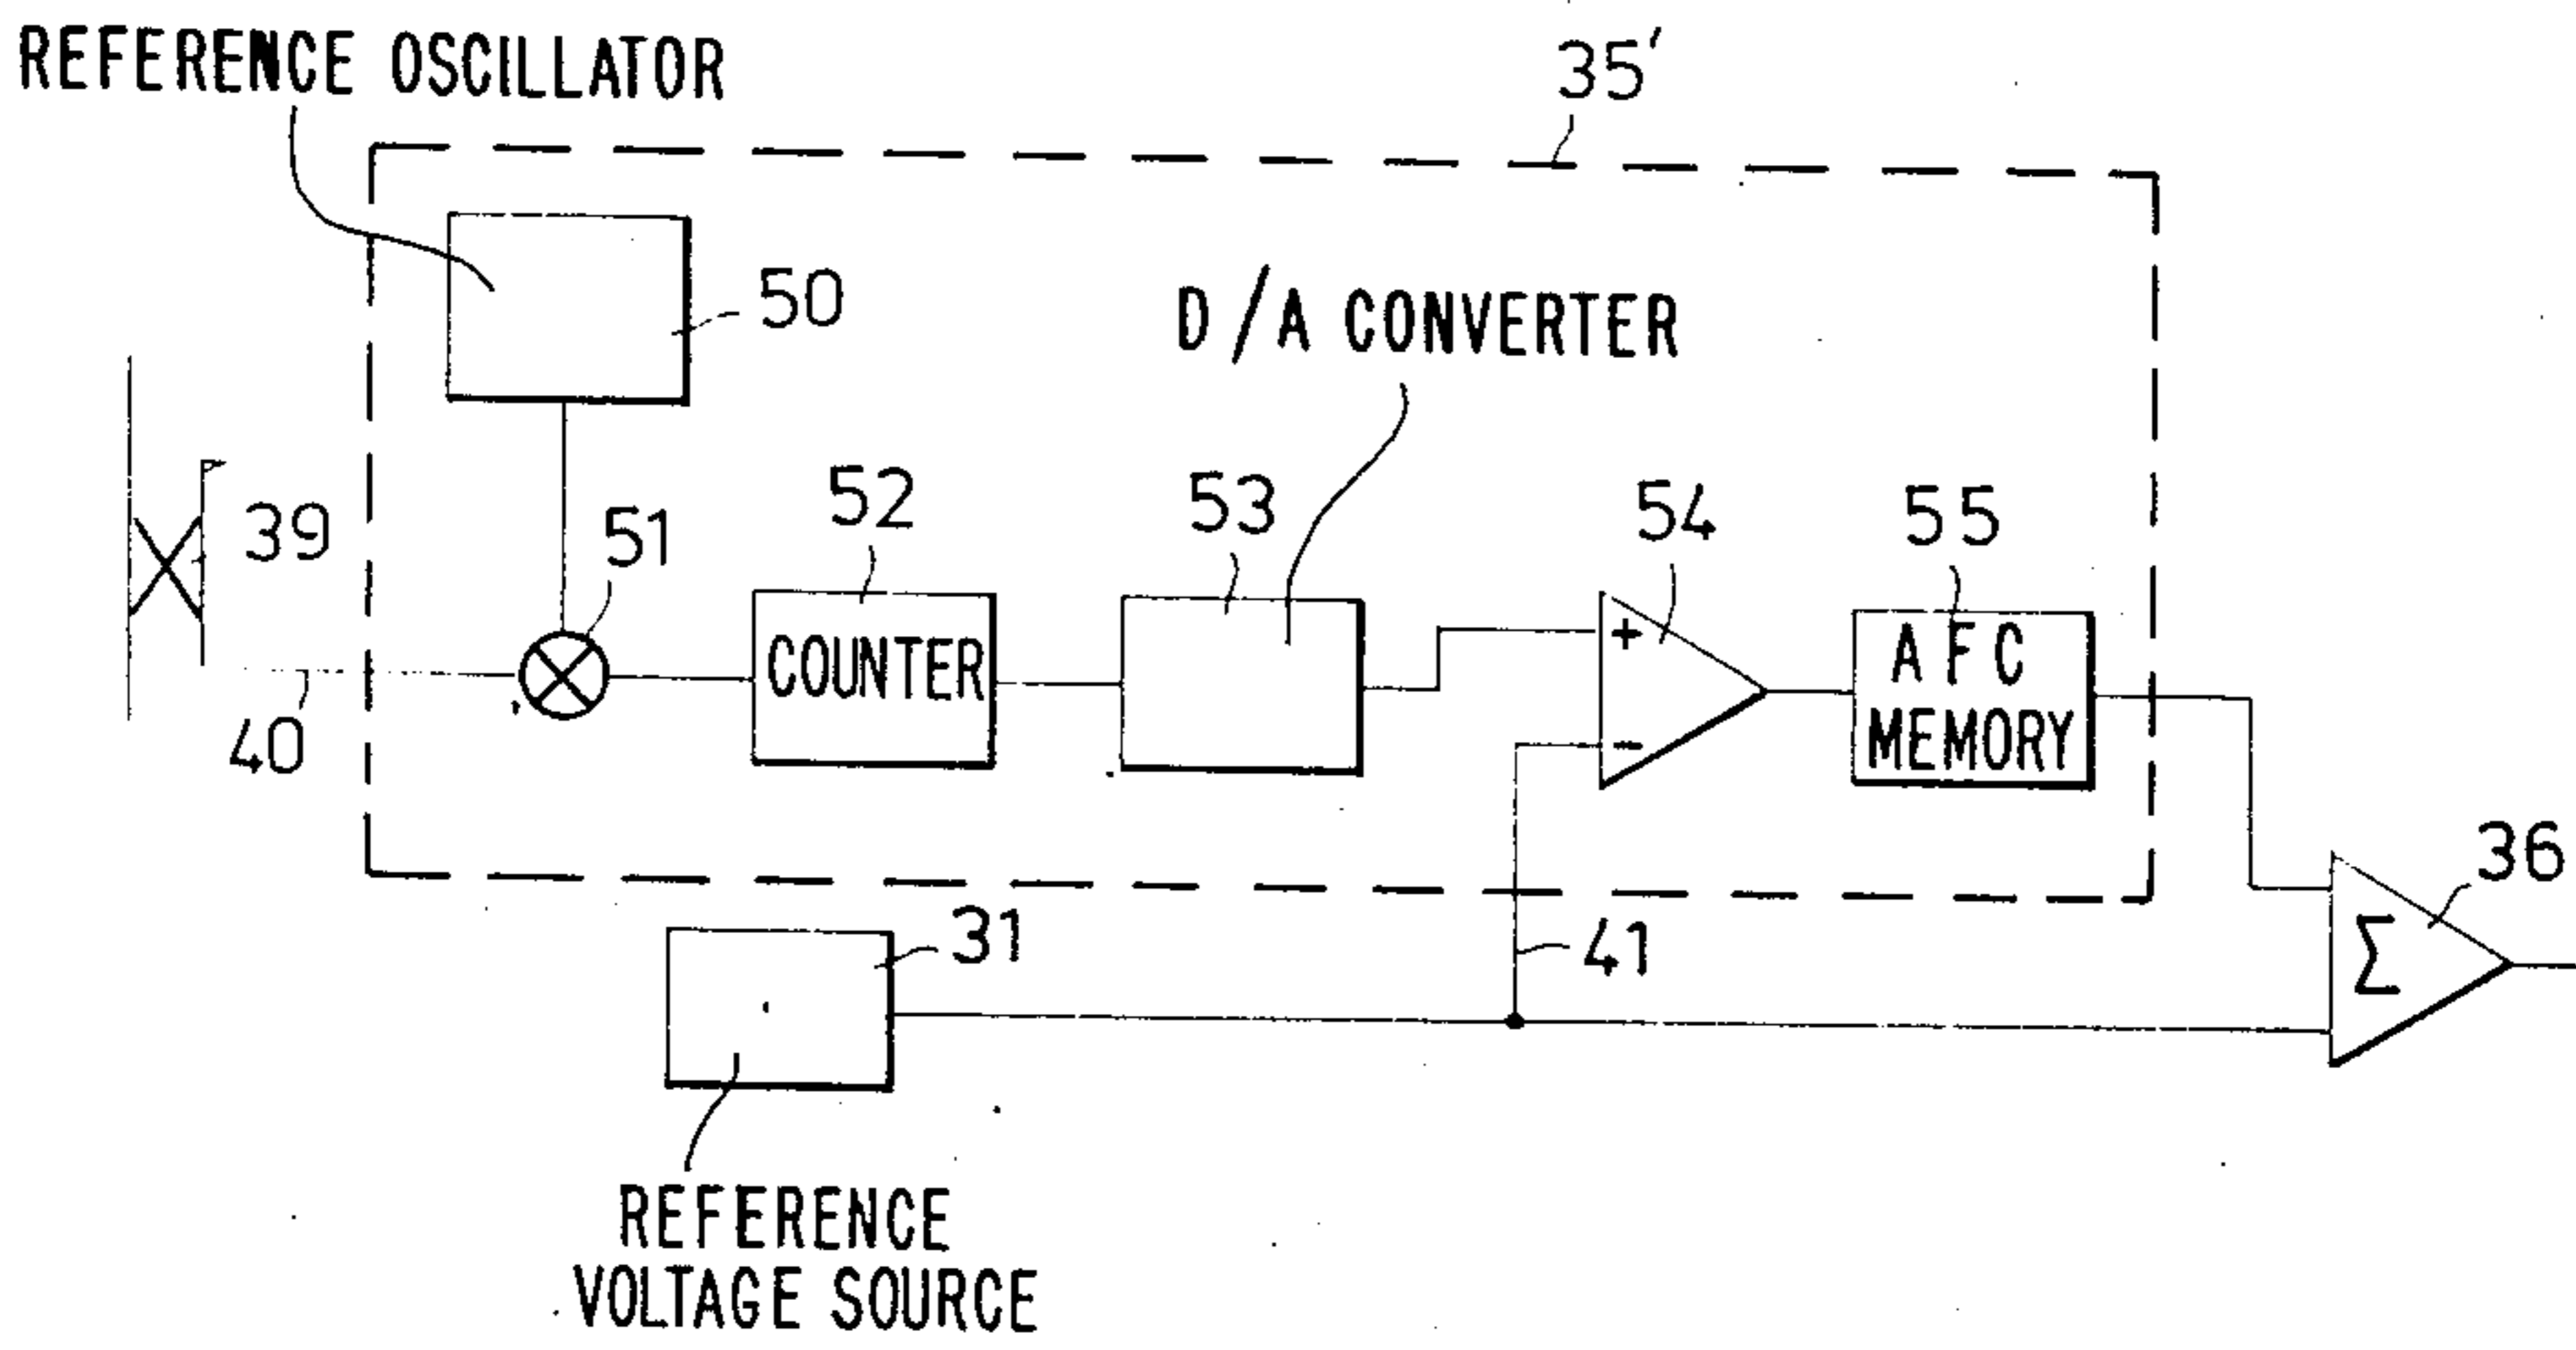 REFERENCE OSCILLATOR
35'
50
D/A CONVERTER
39
51
52
53
54
55
COUNTER
+
-
A F C
MEMORY
40
36
31
41
Σ
REFERENCE
VOLTAGE SOURCE